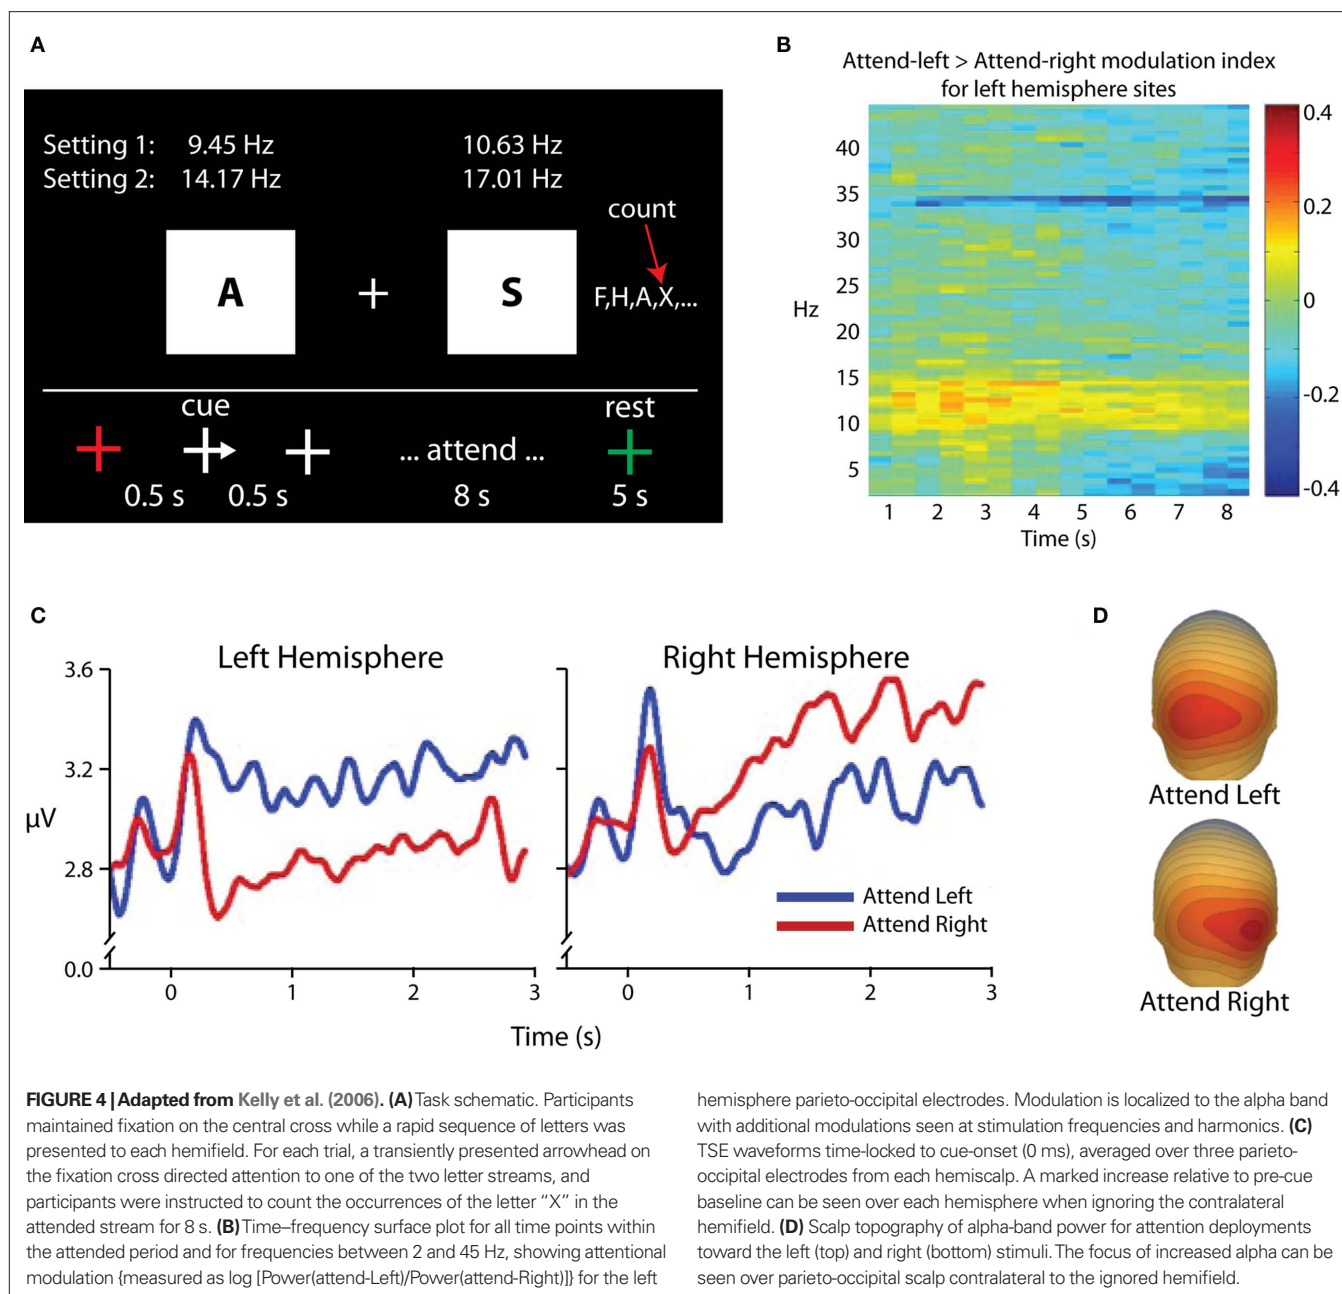 A
Setting 1: 9.45 Hz 10.63 Hz
Setting 2: 14.17 Hz 17.01 Hz
count
A
S
F,H,A,X,...
cue
rest
... attend ...
0.5 s 0.5 s 8 s 5 s
B
Attend-left > Attend-right modulation index
for left hemisphere sites
Hz
40
35
30
25
20
15
10
5
1 2 3 4 5 6 7 8
Time (s)
0.4
0.2
0
-0.2
-0.4
C
Left Hemisphere
Right Hemisphere
3.6
3.2
μV
2.8
0.0
Attend Left
Attend Right
0 1 2 3
0 1 2 3
Time (s)
D
Attend Left
Attend Right
FIGURE 4 | Adapted from Kelly et al. (2006). (A) Task schematic. Participants
maintained fixation on the central cross while a rapid sequence of letters was
presented to each hemifield. For each trial, a transiently presented arrowhead on
the fixation cross directed attention to one of the two letter streams, and
participants were instructed to count the occurrences of the letter “X” in the
attended stream for 8 s. (B) Time–frequency surface plot for all time points within
the attended period and for frequencies between 2 and 45 Hz, showing attentional
modulation {measured as log [Power(attend-Left)/Power(attend-Right)]} for the left
hemisphere parieto-occipital electrodes. Modulation is localized to the alpha band
with additional modulations seen at stimulation frequencies and harmonics. (C)
TSE waveforms time-locked to cue-onset (0 ms), averaged over three parieto-
occipital electrodes from each hemiscalp. A marked increase relative to pre-cue
baseline can be seen over each hemisphere when ignoring the contralateral
hemifield. (D) Scalp topography of alpha-band power for attention deployments
toward the left (top) and right (bottom) stimuli. The focus of increased alpha can be
seen over parieto-occipital scalp contralateral to the ignored hemifield.